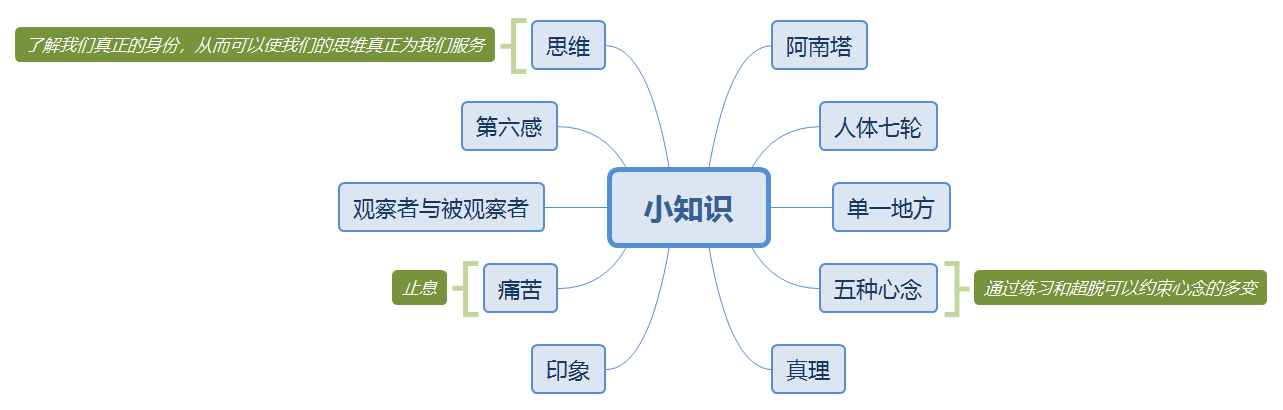 了解我们真正的身份，从而可以使我们的思维真正为我们服务
思维
阿南塔
第六感
人体七轮
观察者与被观察者
小知识
单一地方
止息
痛苦
五种心念
通过练习和超脱可以约束心念的多变
印象
真理